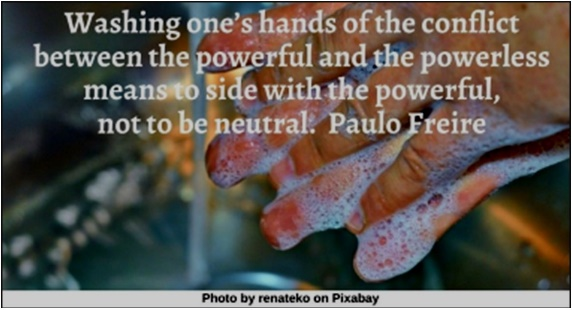 Washing one's hands of the conflict
between the powerful and the powerless
means to side with the powerful,
not to be neutral.  Paulo Freire
Photo by renateko on Pixabay